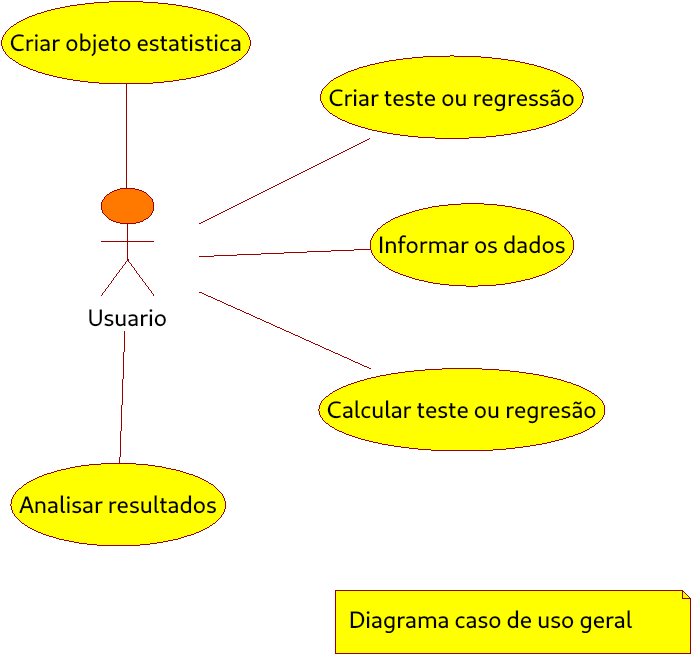 Criar objeto estatistica
Criar teste ou regressão
Informar os dados
Usuario
Calcular teste ou regresão
Analisar resultados
Diagrama caso de uso geral